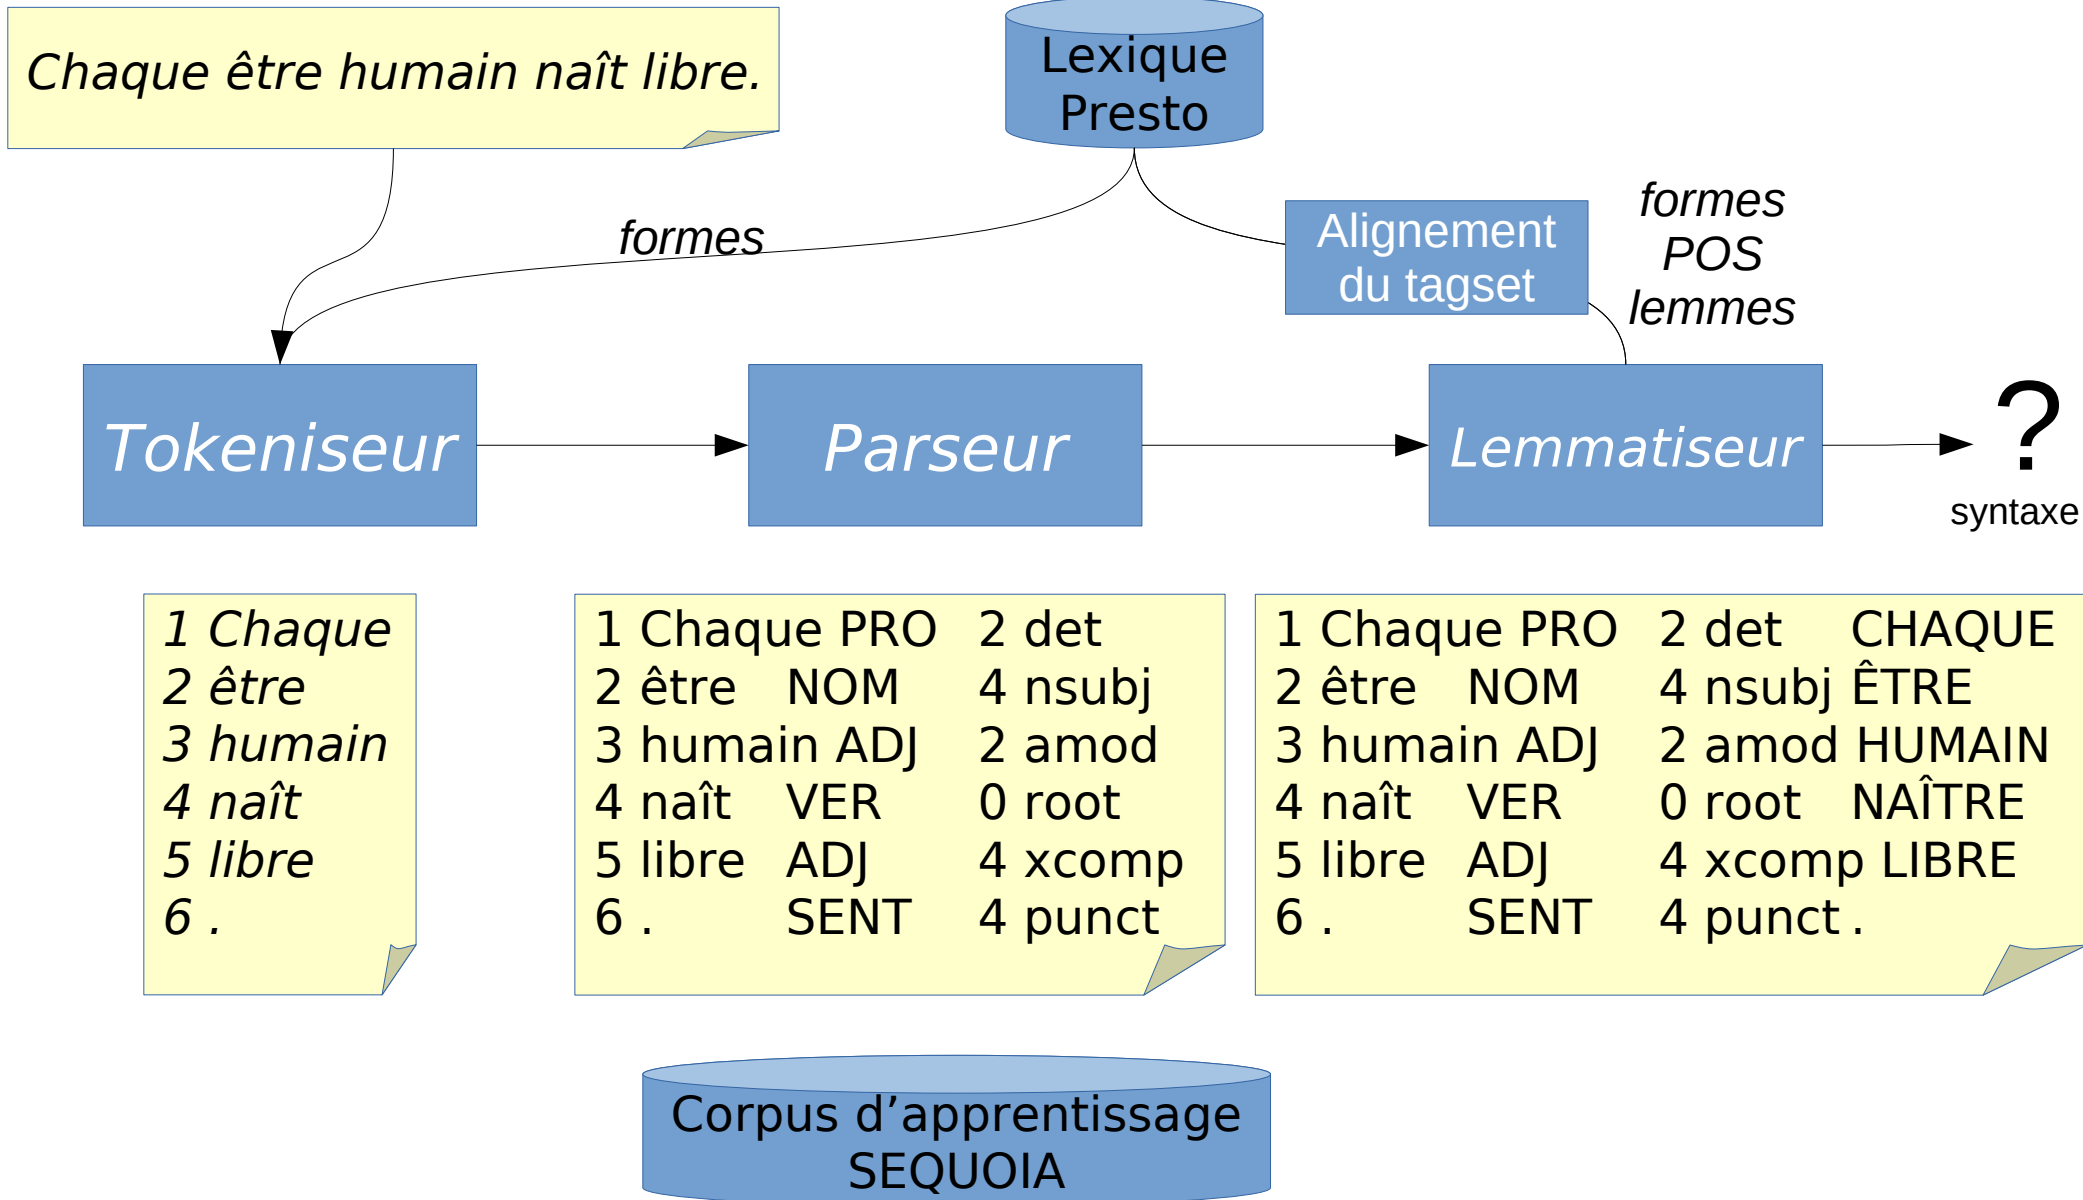 Chaque être humain naît libre.
Lexique
Presto
formes
Alignement
du tagset
formes
POS
lemmes
Tokeniseur
Parseur
Lemmatiseur
?
syntaxe
1 Chaque
2 être
3 humain
4 naît
5 libre
6 .
1 Chaque PRO 2 det
2 être NOM 4 nsubj
3 humain ADJ 2 amod
4 naît VER 0 root
5 libre ADJ 4 xcomp
6 . SENT 4 punct
1 Chaque PRO 2 det CHAQUE
2 être NOM 4 nsubj ÊTRE
3 humain ADJ 2 amod HUMAIN
4 naît VER 0 root NAÎTRE
5 libre ADJ 4 xcomp LIBRE
6 . SENT 4 punct .
Corpus d’apprentissage
SEQUOIA